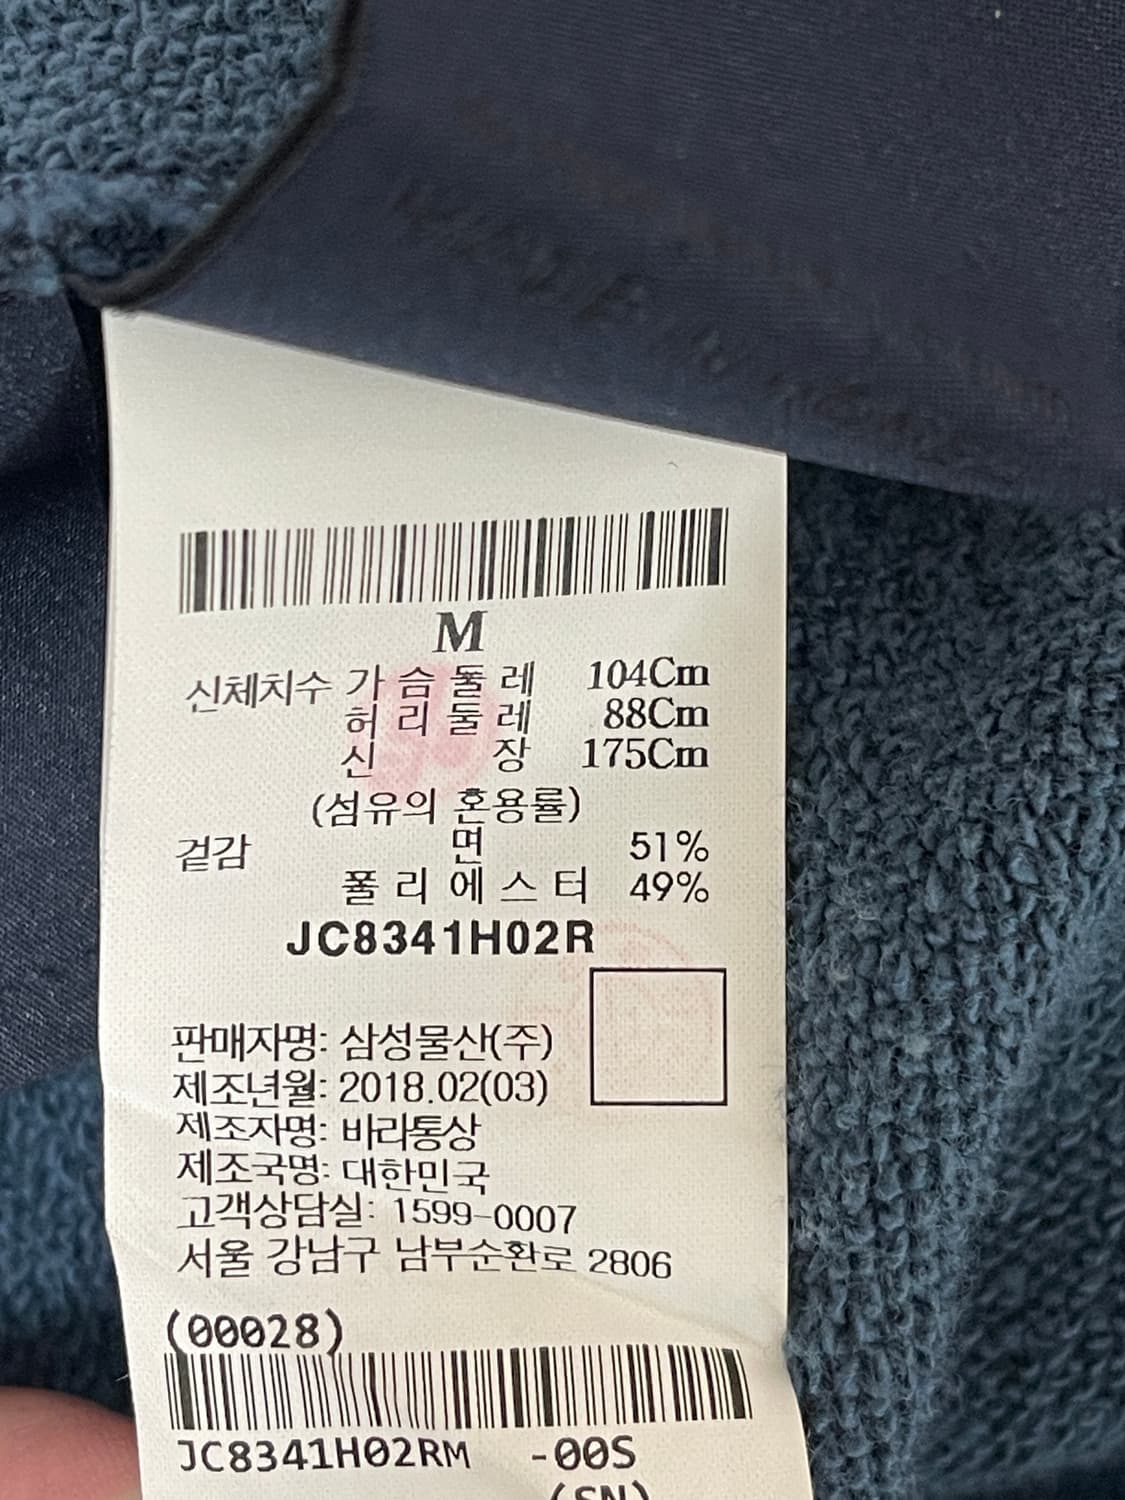 M
신체치수 가슴둘레 104Cm
허리둘레 88Cm
신장 175Cm
(섬유의 혼용률)
겉감 면 51%
폴리에스터 49%
JC8341H02R
판매자명: 삼성물산(주)
제조년월: 2018.02(03)
제조자명: 바라통상
제조국명: 대한민국
고객상담실: 1599-0007
서울 강남구 남부순환로 2806
(00028)
JC8341H02RM -00S
(SN)